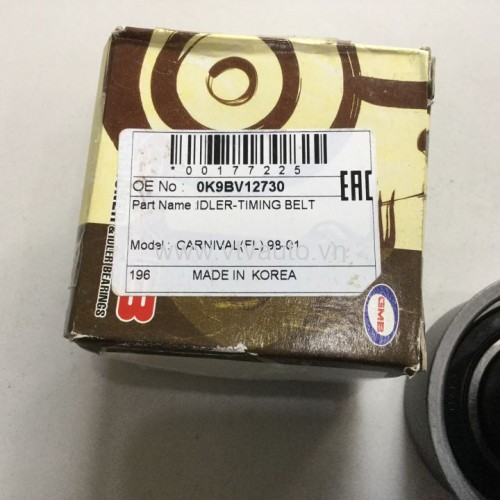 *00177225
OE No : 0K9BV12730
EAC
Part Name :IDLER-TIMING BELT
www.vtvauto.vn
Model : CARNIVAL(FL) 98-01
196 MADE IN KOREA
& IDLER BEARINGS
B
GMB